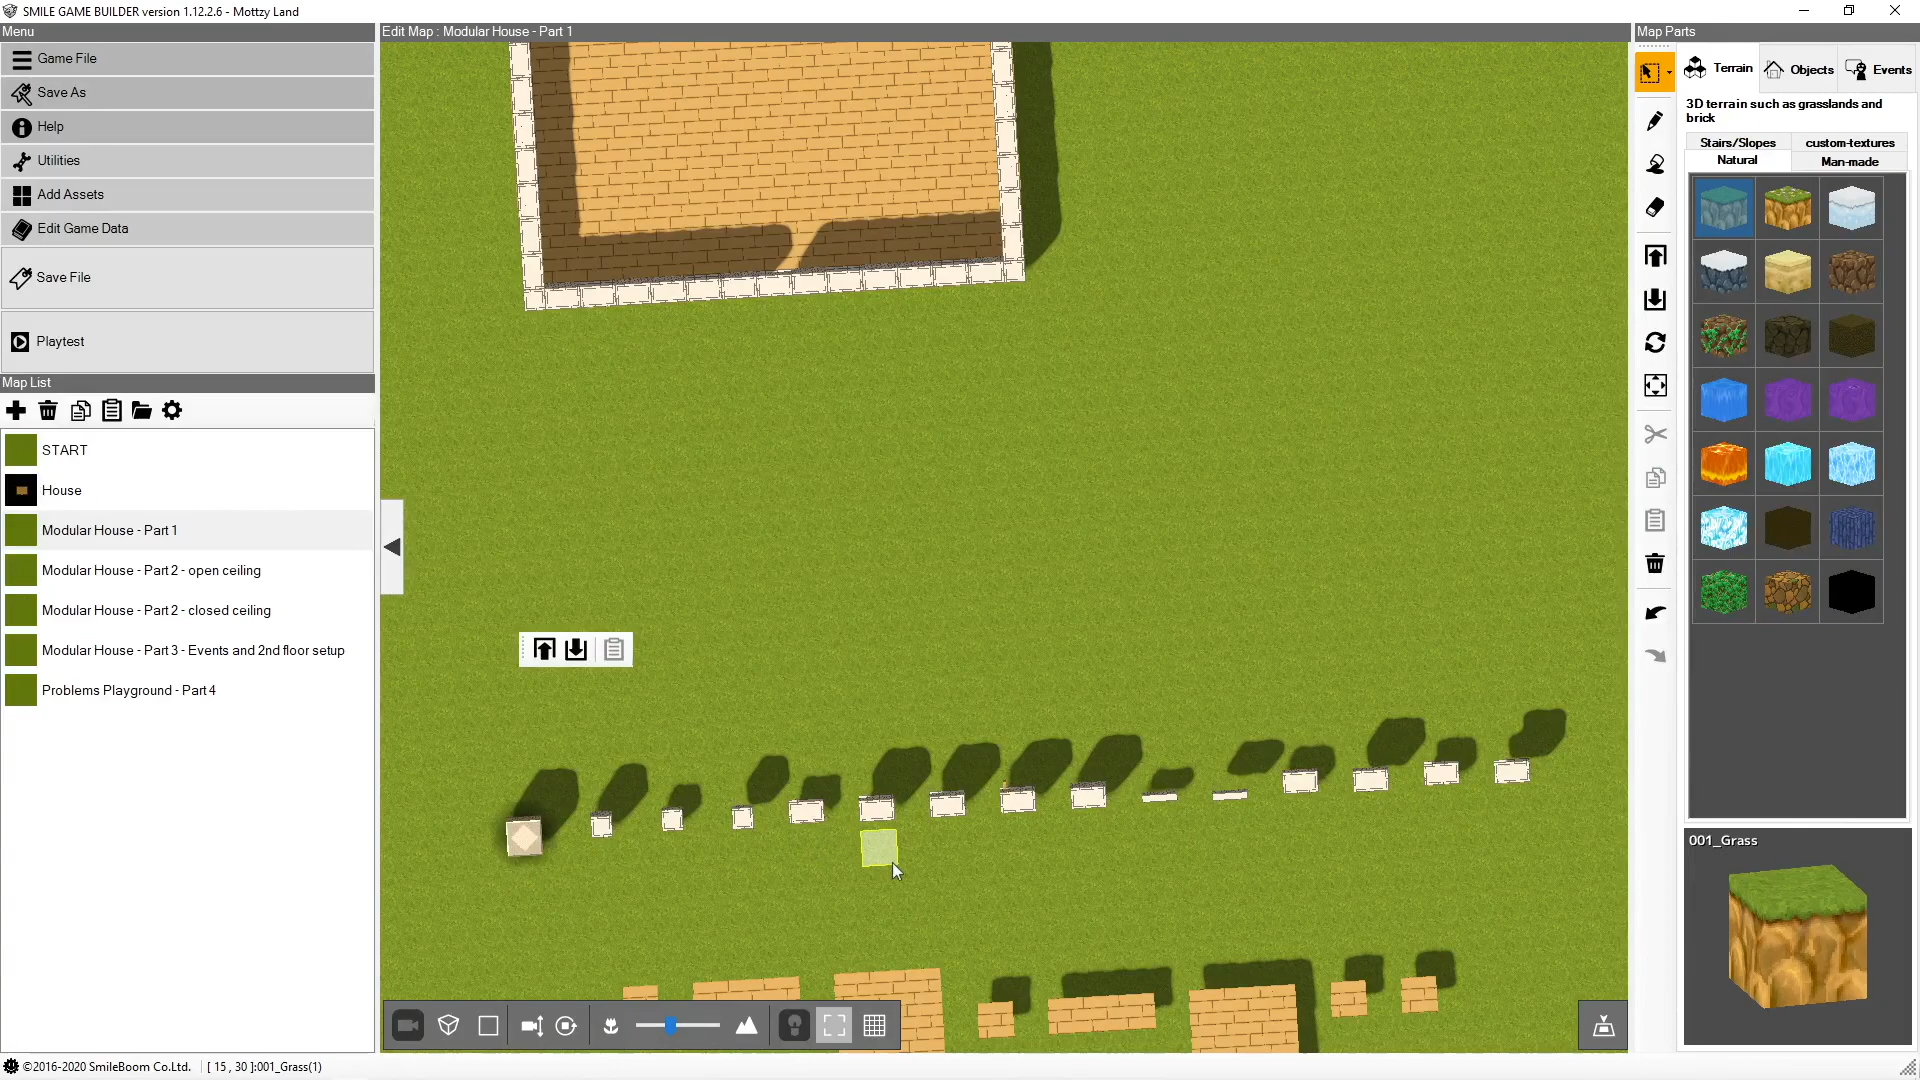 SMILE GAME BUILDER version 1.12.2.6 - Mottzy Land
Menu
Game File
Save As
Help
Utilities
Add Assets
Edit Game Data
Save File
Playtest
Map List
START
House
Modular House - Part 1
Modular House - Part 2 - open ceiling
Modular House - Part 2 - closed ceiling
Modular House - Part 3 - Events and 2nd floor setup
Problems Playground - Part 4
Edit Map : Modular House - Part 1
Map Parts
Terrain
Objects
Events
3D terrain such as grasslands and
brick
Stairs/Slopes
custom-textures
Natural
Man-made
001_Grass
©2016-2020 SmileBoom Co.Ltd.
[ 15 , 30 ]:001_Grass(1)